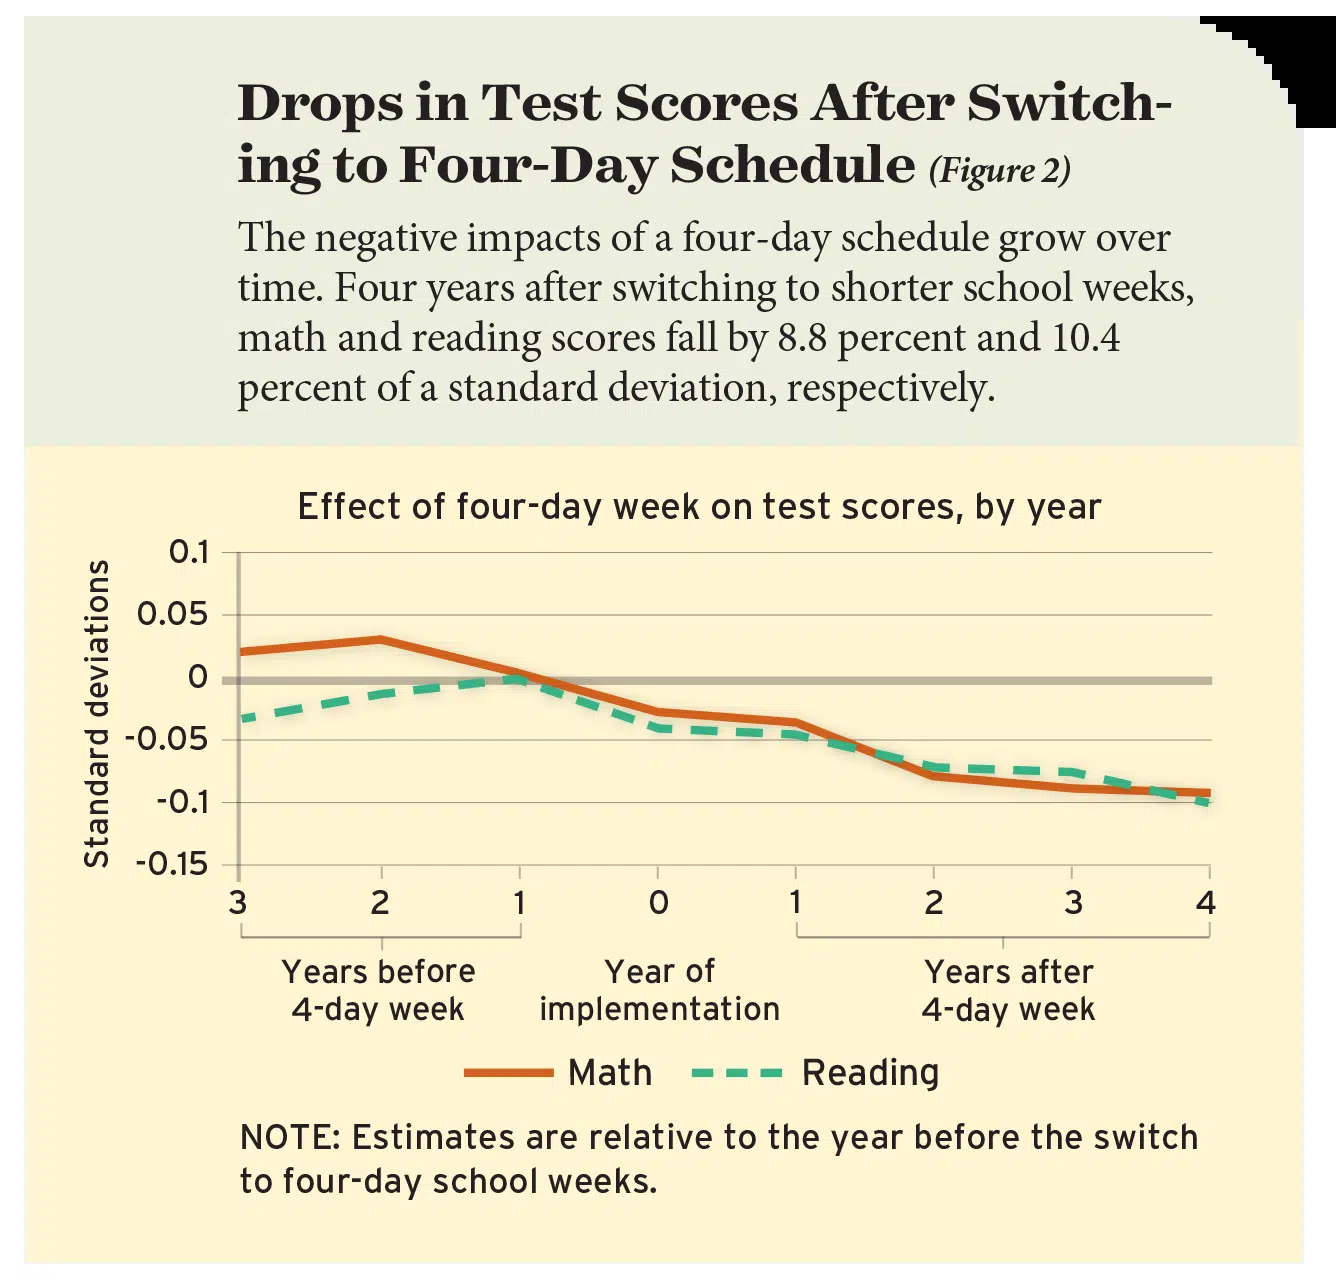 Drops in Test Scores After Switch-
ing to Four-Day Schedule (Figure 2)
The negative impacts of a four-day schedule grow over
time. Four years after switching to shorter school weeks,
math and reading scores fall by 8.8 percent and 10.4
percent of a standard deviation, respectively.
Effect of four-day week on test scores, by year
Standard deviations
0.1
0.05
0
-0.05
-0.1
-0.15
3 2 1 0 1 2 3 4
Years before
4-day week
Year of
implementation
Years after
4-day week
Math Reading
NOTE: Estimates are relative to the year before the switch
to four-day school weeks.